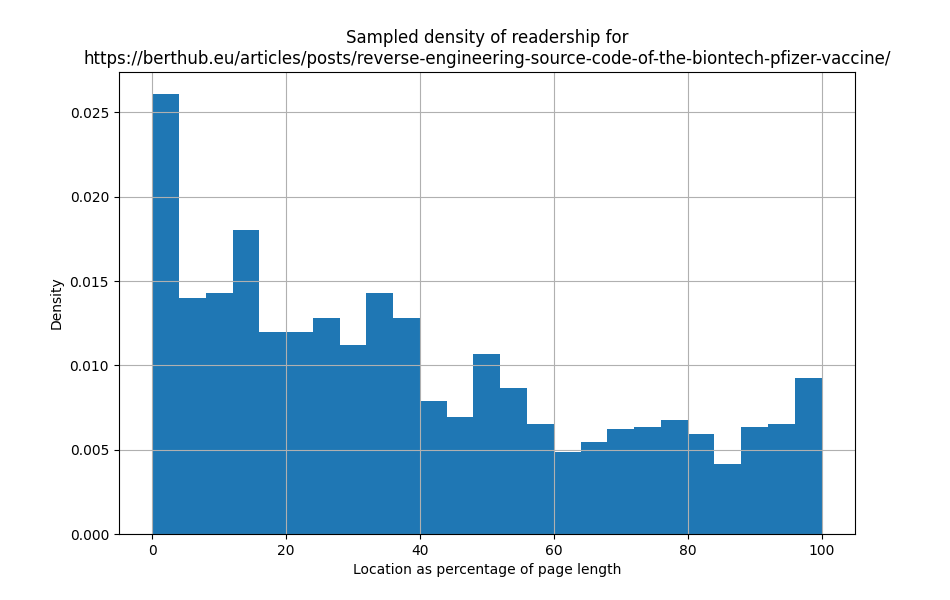 Sampled density of readership for
https://berthub.eu/articles/posts/reverse-engineering-source-code-of-the-biontech-pfizer-vaccine/
0.025
0.020
0.015
0.010
0.005
0.000
Density
0 20 40 60 80 100
Location as percentage of page length